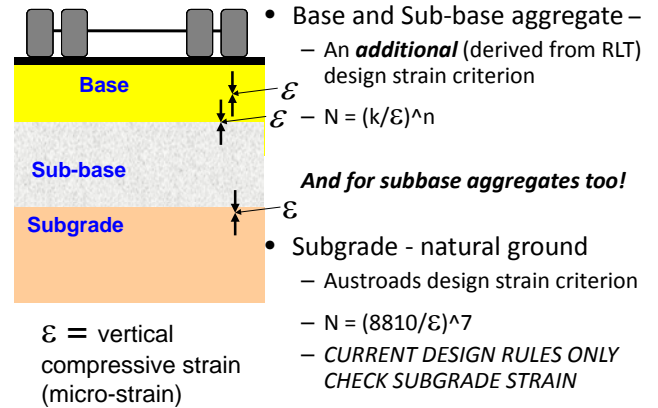 Base
ε
ε
Sub-base
ε
Subgrade
ε = vertical
compressive strain
(micro-strain)
• Base and Sub-base aggregate –
– An additional (derived from RLT)
design strain criterion
– N = (k/Ɛ)^n
And for subbase aggregates too!
• Subgrade - natural ground
– Austroads design strain criterion
– N = (8810/Ɛ)^7
– CURRENT DESIGN RULES ONLY
CHECK SUBGRADE STRAIN